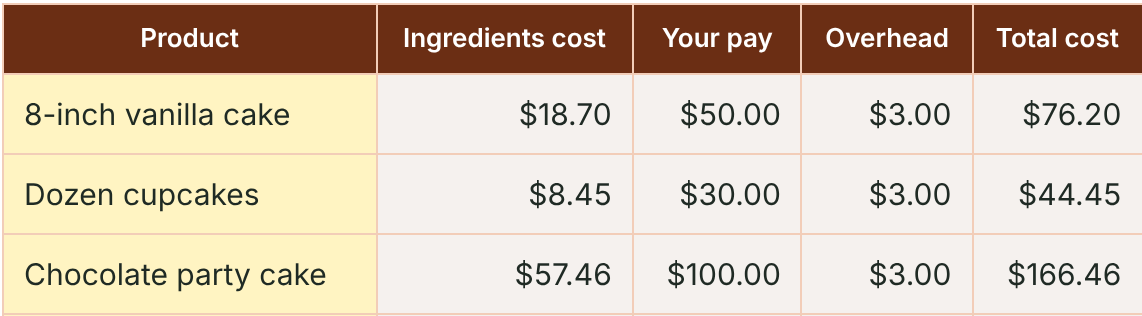 Product Ingredients cost Your pay Overhead Total cost
8-inch vanilla cake $18.70 $50.00 $3.00 $76.20
Dozen cupcakes $8.45 $30.00 $3.00 $44.45
Chocolate party cake $57.46 $100.00 $3.00 $166.46